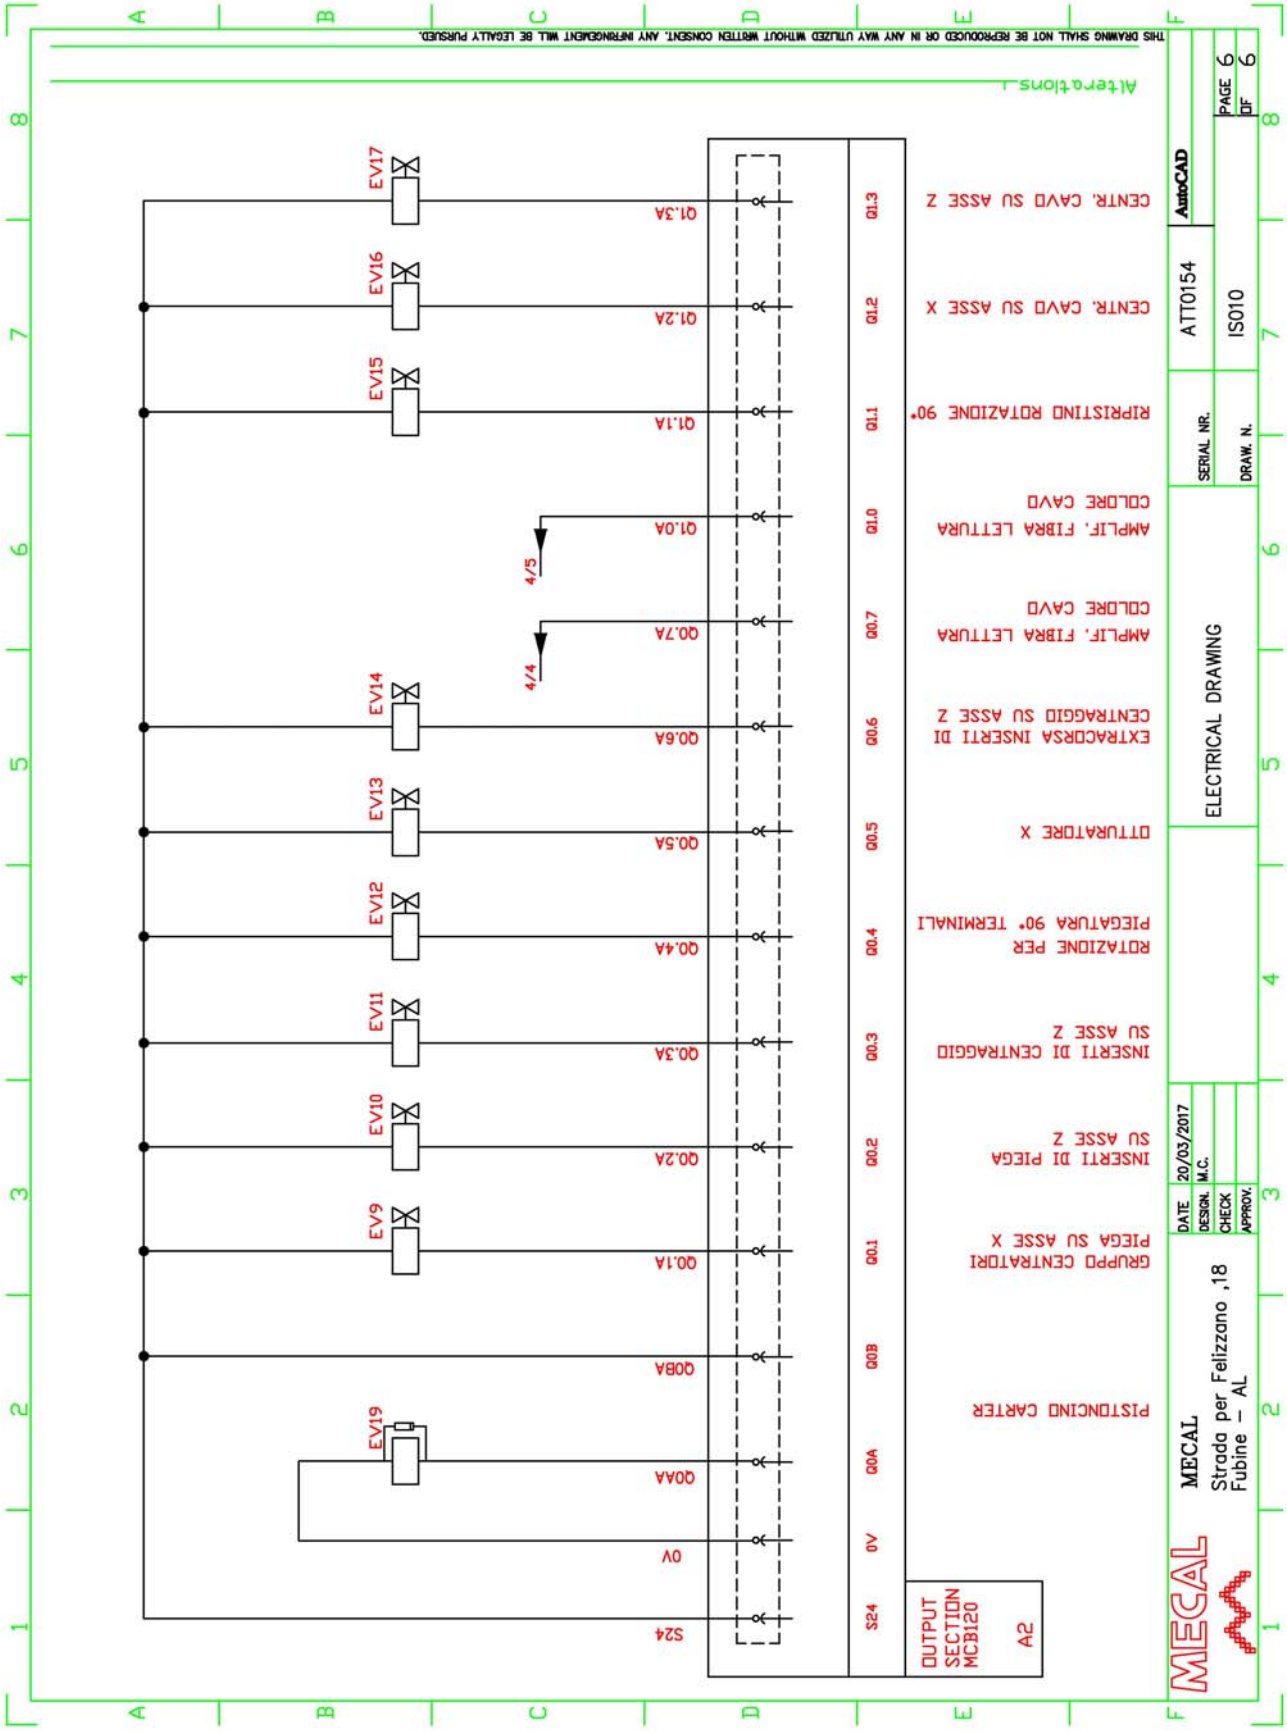 A B C D E F
THIS DRAWING SHALL NOT BE REPRODUCED OR IN ANY WAY UTILIZED WITHOUT WRITTEN CONSENT. ANY INFRINGEMENT WILL BE LEGALLY PURSUED.
Alterations
1 2 3 4 5 6 7 8
EV19
EV9
EV10
EV11
EV12
EV13
EV14
4/4
4/5
EV15
EV16
EV17
S24
0V
Q0AA
Q0BA
Q0.1A
Q0.2A
Q0.3A
Q0.4A
Q0.5A
Q0.6A
Q0.7A
Q1.0A
Q1.1A
Q1.2A
Q1.3A
S24
0V
Q0A
Q0B
Q0.1
Q0.2
Q0.3
Q0.4
Q0.5
Q0.6
Q0.7
Q1.0
Q1.1
Q1.2
Q1.3
OUTPUT
SECTION
MCB120
A2
PISTONCINO CARTER
GRUPPO CENTRATORI
PIEGA SU ASSE X
INSERTI DI PIEGA
SU ASSE Z
INSERTI DI CENTRAGGIO
SU ASSE Z
ROTAZIONE PER
PIEGATURA 90° TERMINALI
OTTURATORE X
EXTRACORSA INSERTI DI
CENTRAGGIO SU ASSE Z
AMPLIF. FIBRA LETTURA
COLORE CAVO
AMPLIF. FIBRA LETTURA
COLORE CAVO
RIPRISTINO ROTAZIONE 90°
CENTR. CAVO SU ASSE X
CENTR. CAVO SU ASSE Z
MECAL
MECAL
Strada per Felizzano ,18
Fubine – AL
DATE 20/03/2017
DESIGN. M.C.
CHECK
APPROV.
ELECTRICAL DRAWING
SERIAL NR. ATT0154
DRAW. N. IS010
AutoCAD
PAGE 6
OF 6
1 2 3 4 5 6 7 8
A B C D E F